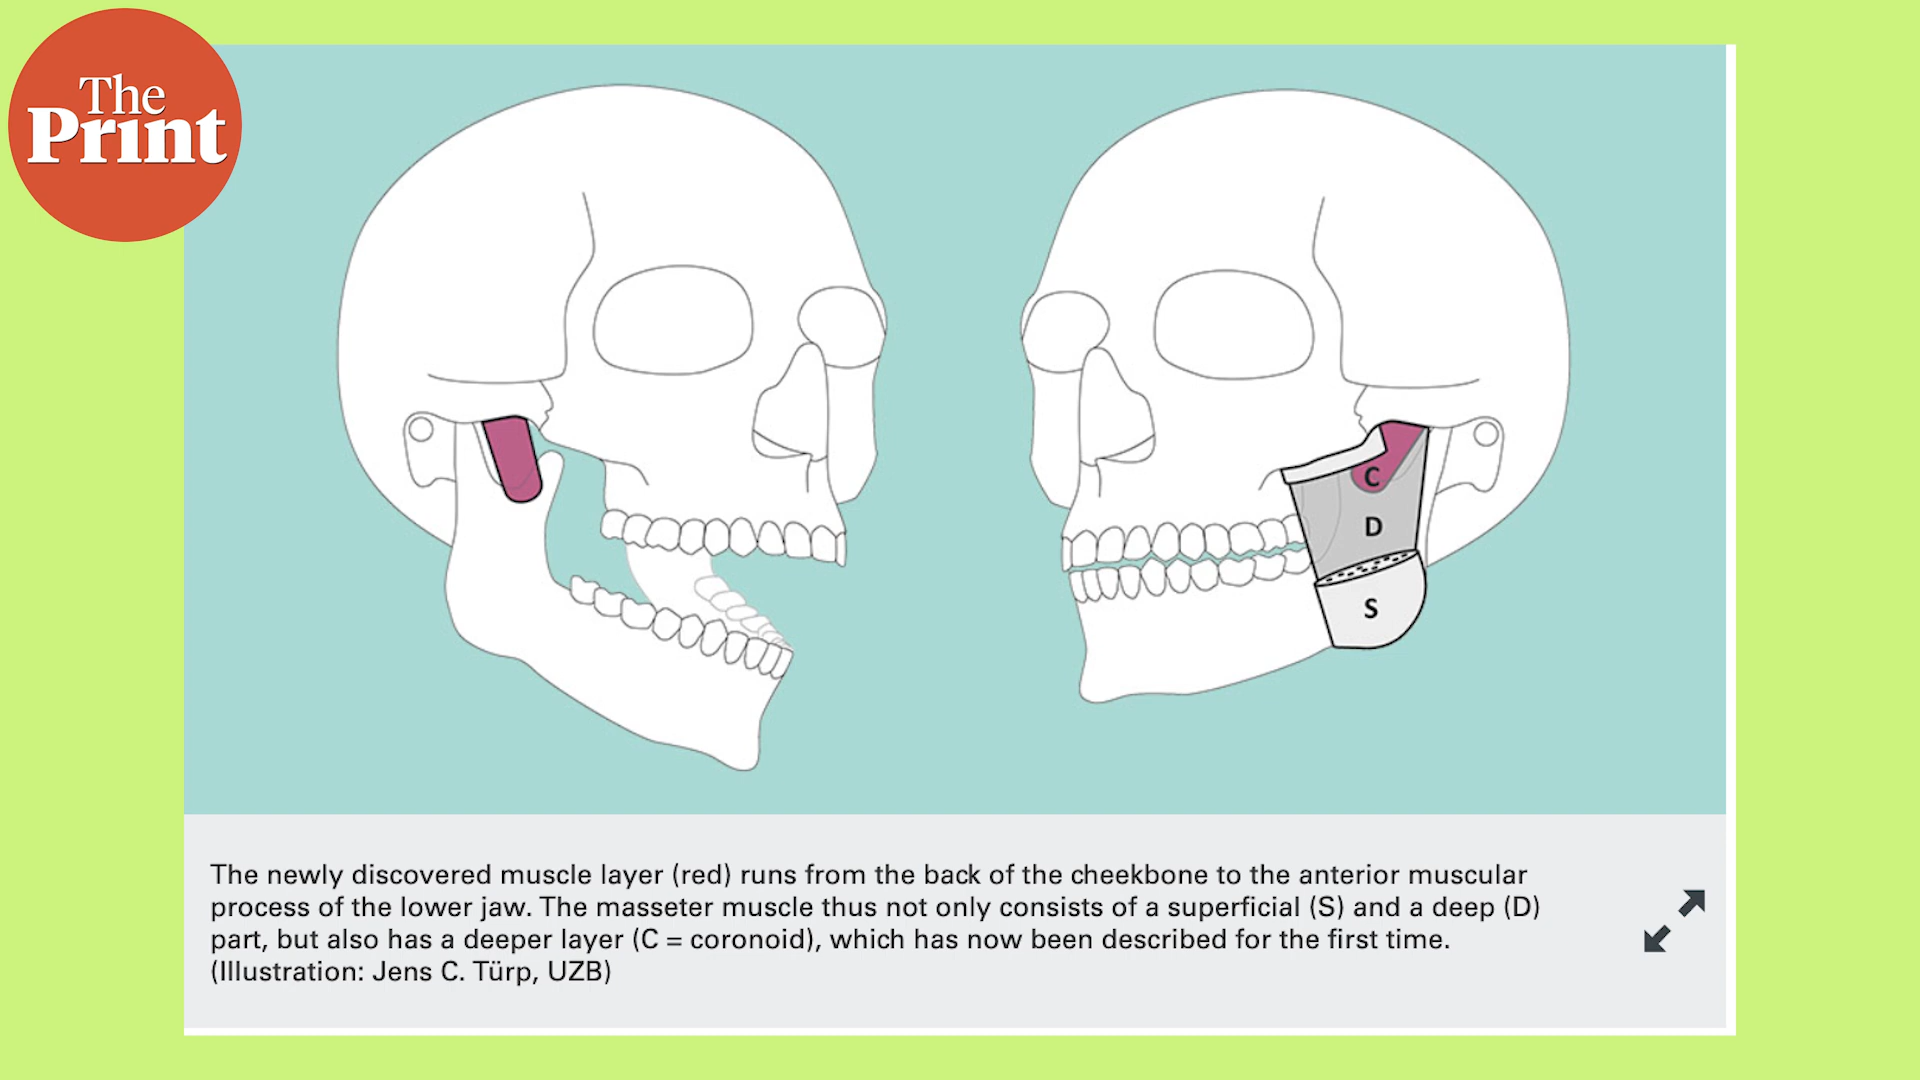 The
Print
C
D
S
The newly discovered muscle layer (red) runs from the back of the cheekbone to the anterior muscular
process of the lower jaw. The masseter muscle thus not only consists of a superficial (S) and a deep (D)
part, but also has a deeper layer (C = coronoid), which has now been described for the first time.
(Illustration: Jens C. Türp, UZB)